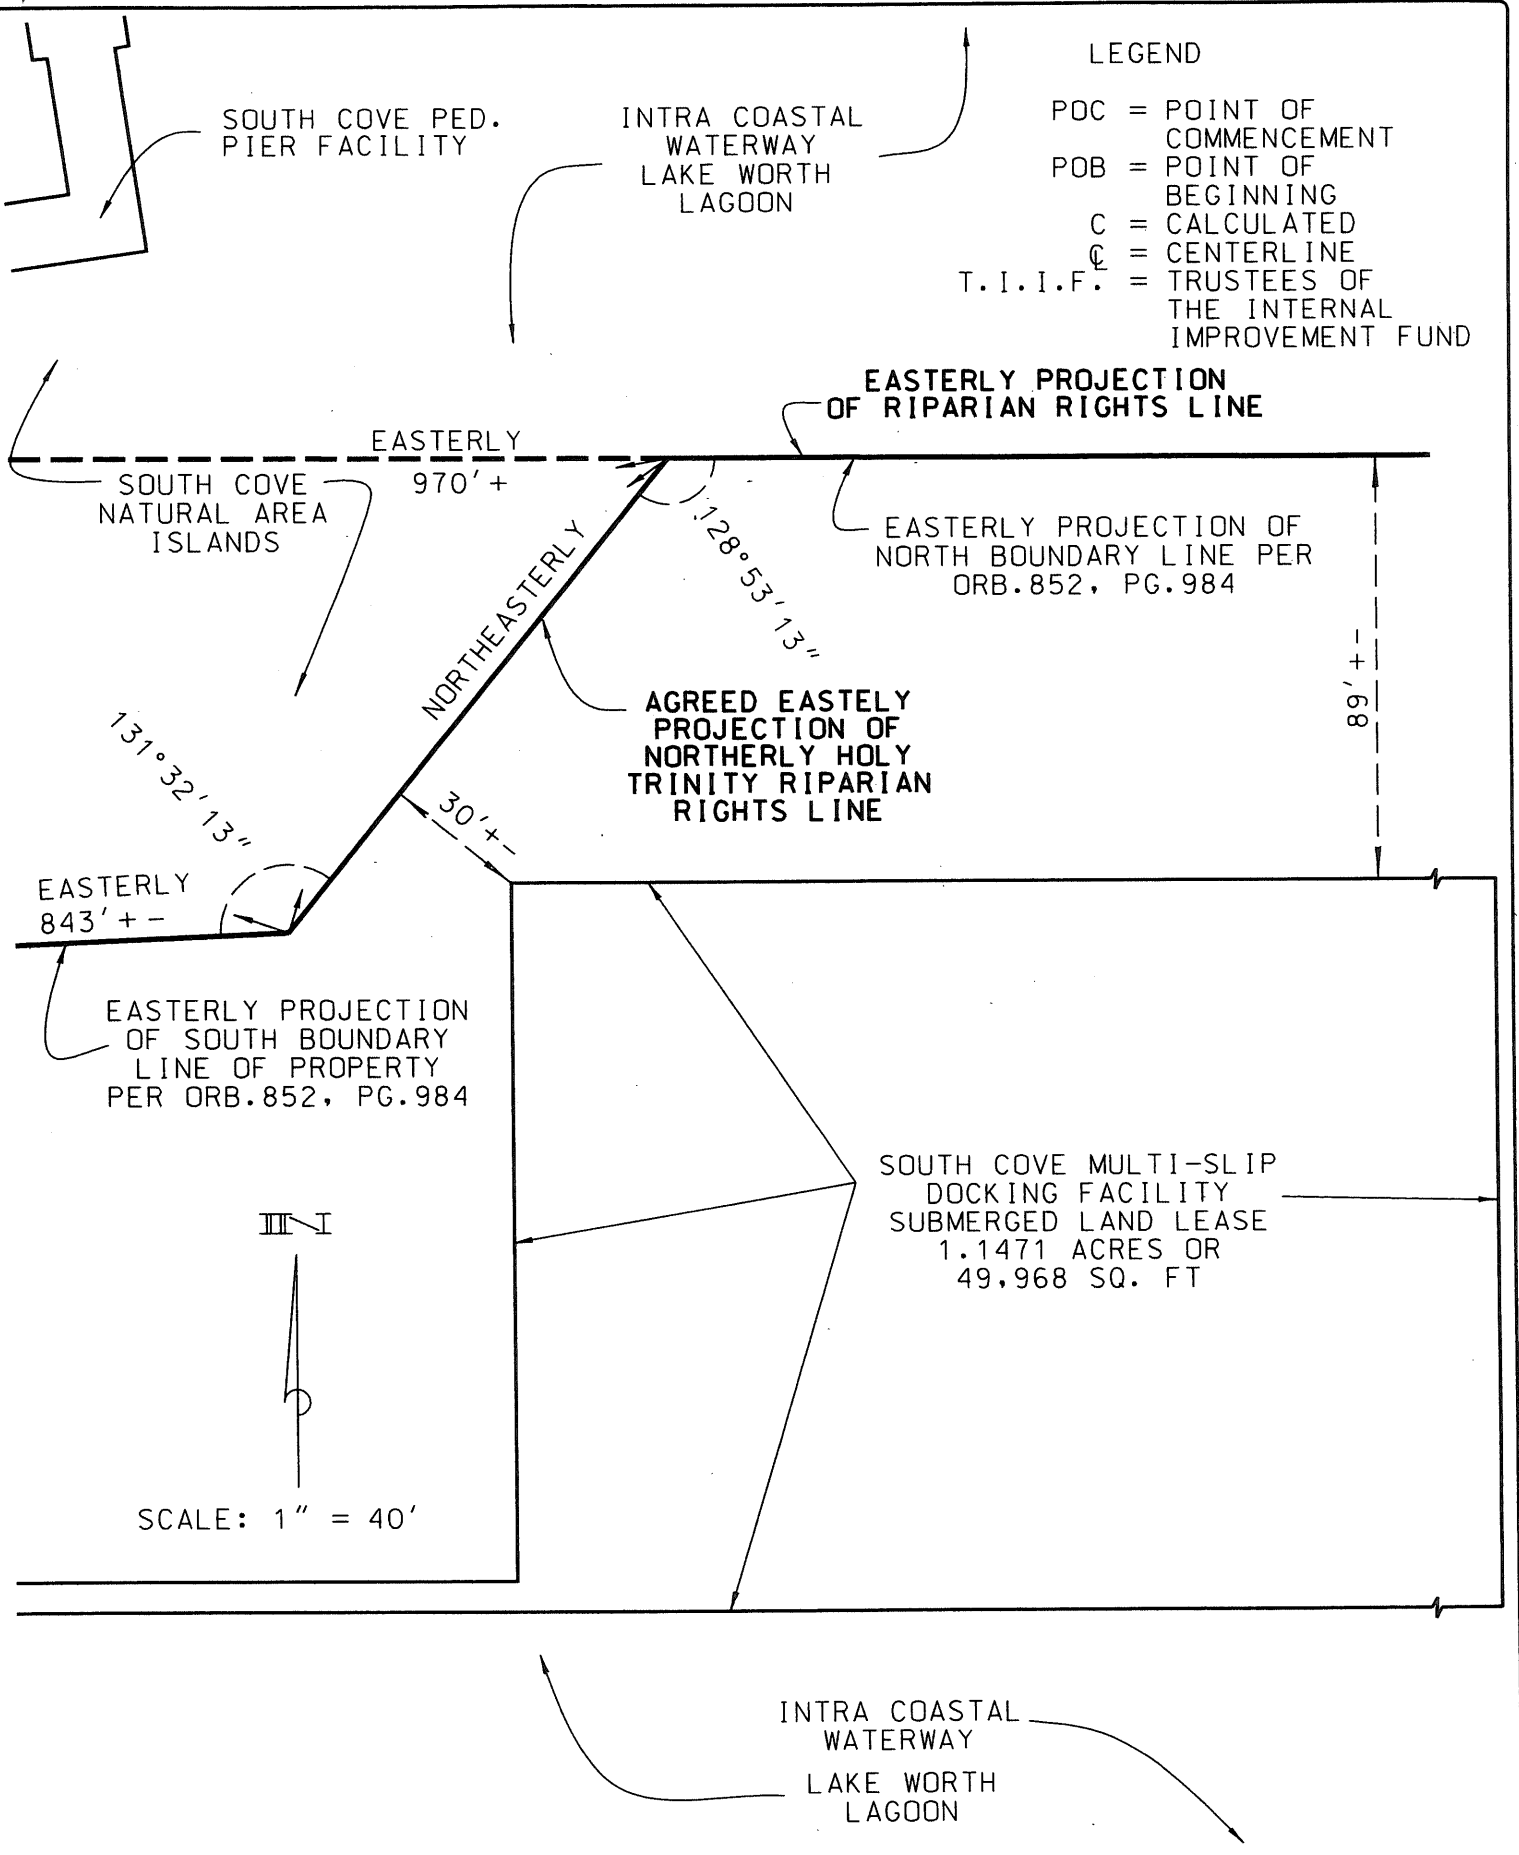 LEGEND
POC = POINT OF
COMMENCEMENT
POB = POINT OF
BEGINNING
C = CALCULATED
℄ = CENTERLINE
T.I.I.F. = TRUSTEES OF
THE INTERNAL
IMPROVEMENT FUND
SOUTH COVE PED.
PIER FACILITY
INTRA COASTAL
WATERWAY
LAKE WORTH
LAGOON
EASTERLY PROJECTION
OF RIPARIAN RIGHTS LINE
EASTERLY
970'+
SOUTH COVE
NATURAL AREA
ISLANDS
128°53'13"
EASTERLY PROJECTION OF
NORTH BOUNDARY LINE PER
ORB.852, PG.984
NORTHEASTERLY
89'+-
AGREED EASTELY
PROJECTION OF
NORTHERLY HOLY
TRINITY RIPARIAN
RIGHTS LINE
131°32'13"
30'+-
EASTERLY
843'+-
EASTERLY PROJECTION
OF SOUTH BOUNDARY
LINE OF PROPERTY
PER ORB.852, PG.984
SOUTH COVE MULTI-SLIP
DOCKING FACILITY
SUBMERGED LAND LEASE
1.1471 ACRES OR
49,968 SQ. FT
N
SCALE: 1" = 40'
INTRA COASTAL
WATERWAY
LAKE WORTH
LAGOON